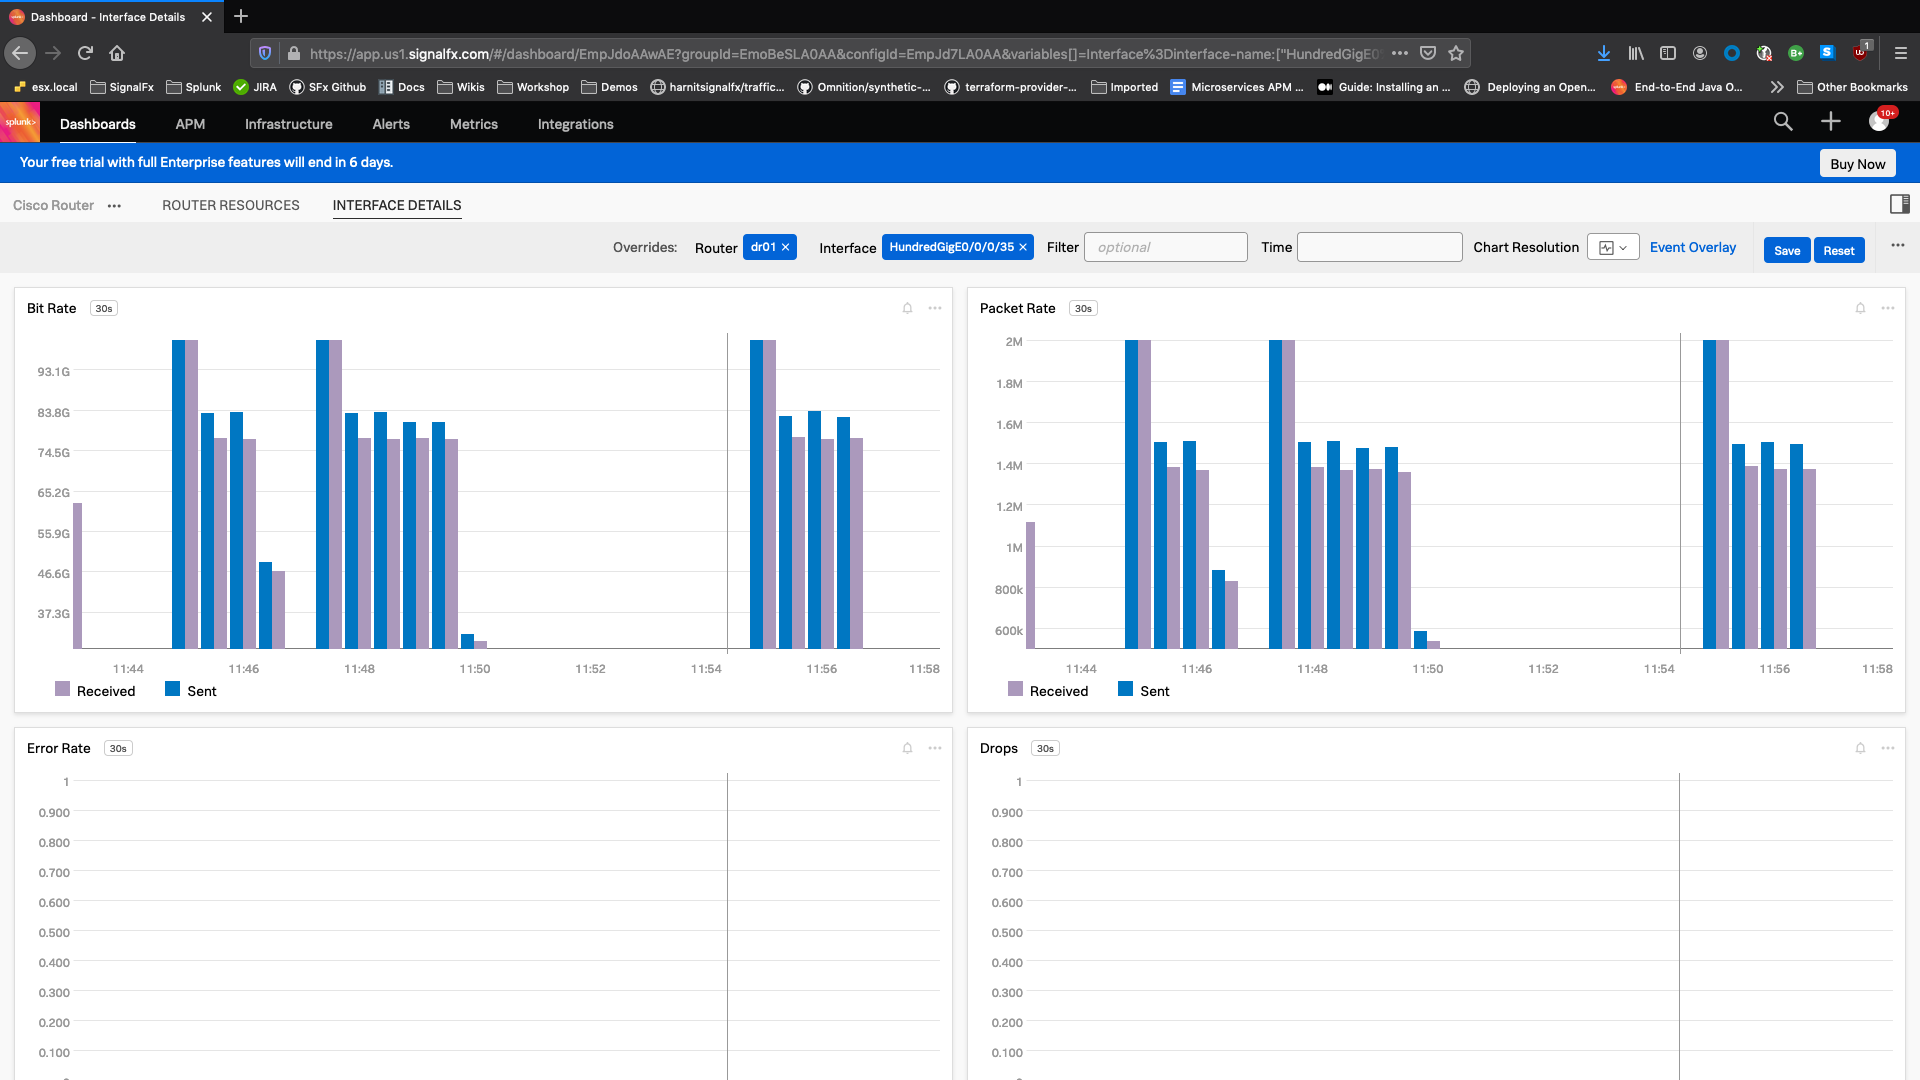 Dashboard - Interface Details
https://app.us1.signalfx.com/#/dashboard/EmpJdoAAwAE?groupId=EmoBeSLA0AA&configId=EmpJd7LA0AA&variables[]=Interface%3Dinterface-name:["HundredGigE0
1
esx.local SignalFx Splunk JIRA SFx Github Docs Wikis Workshop Demos harnitsignalfx/traffic... Omnition/synthetic-... terraform-provider-... Imported Microservices APM ... Guide: Installing an ... Deploying an Open... End-to-End Java O... Other Bookmarks
splunk> Dashboards APM Infrastructure Alerts Metrics Integrations 10+
Your free trial with full Enterprise features will end in 6 days. Buy Now
Cisco Router ROUTER RESOURCES INTERFACE DETAILS
Overrides: Router dr01 × Interface HundredGigE0/0/0/35 × Filter optional Time Chart Resolution Event Overlay Save Reset
Bit Rate 30s
93.1G
83.8G
74.5G
65.2G
55.9G
46.6G
37.3G
11:44 11:46 11:48 11:50 11:52 11:54 11:56 11:58
Received Sent
Packet Rate 30s
2M
1.8M
1.6M
1.4M
1.2M
1M
800k
600k
11:44 11:46 11:48 11:50 11:52 11:54 11:56 11:58
Received Sent
Error Rate 30s
1
0.900
0.800
0.700
0.600
0.500
0.400
0.300
0.200
0.100
Drops 30s
1
0.900
0.800
0.700
0.600
0.500
0.400
0.300
0.200
0.100